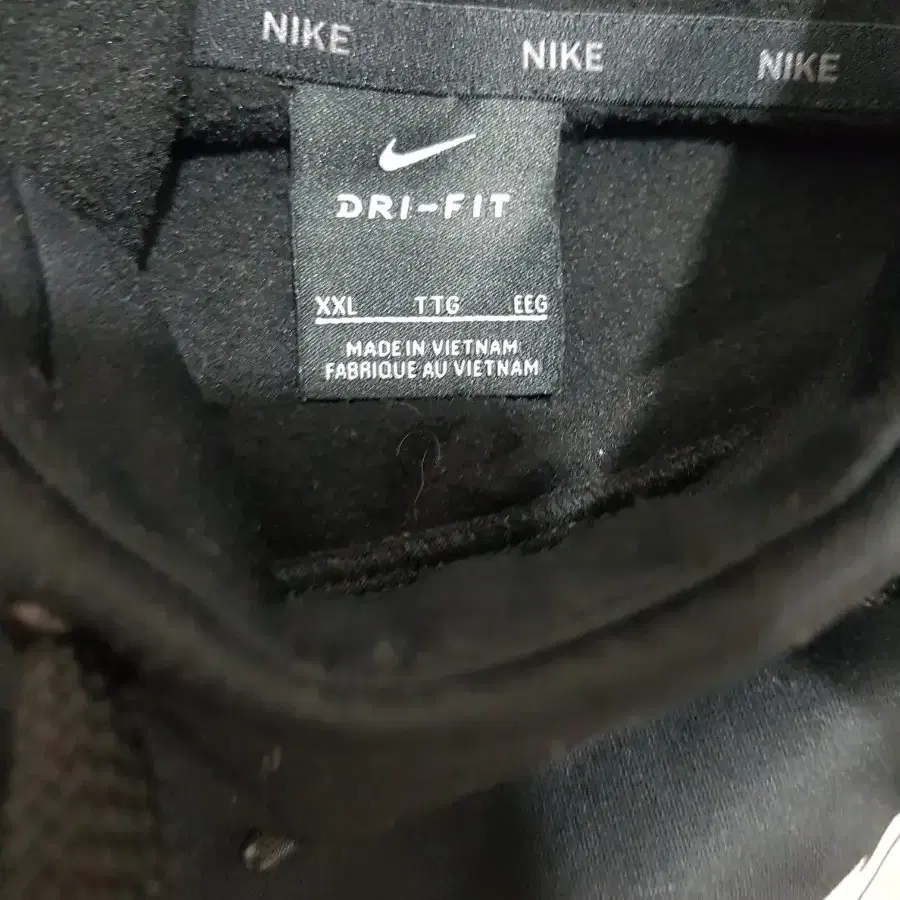 NIKE NIKE NIKE
DRI-FIT
XXL TTG EEG
MADE IN VIETNAM
FABRIQUE AU VIETNAM